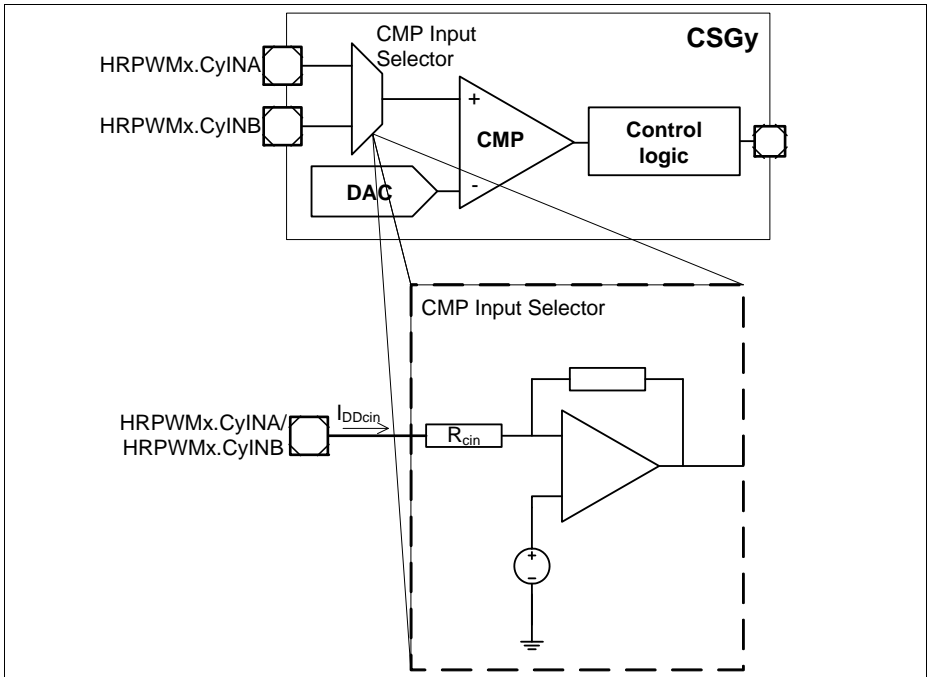 CMP Input
Selector
CSGy
HRPWMx.CyINA
HRPWMx.CyINB
+
-
CMP
Control
logic
DAC
CMP Input Selector
HRPWMx.CyINA/
HRPWMx.CyINB
IDDcin
Rcin
+
-